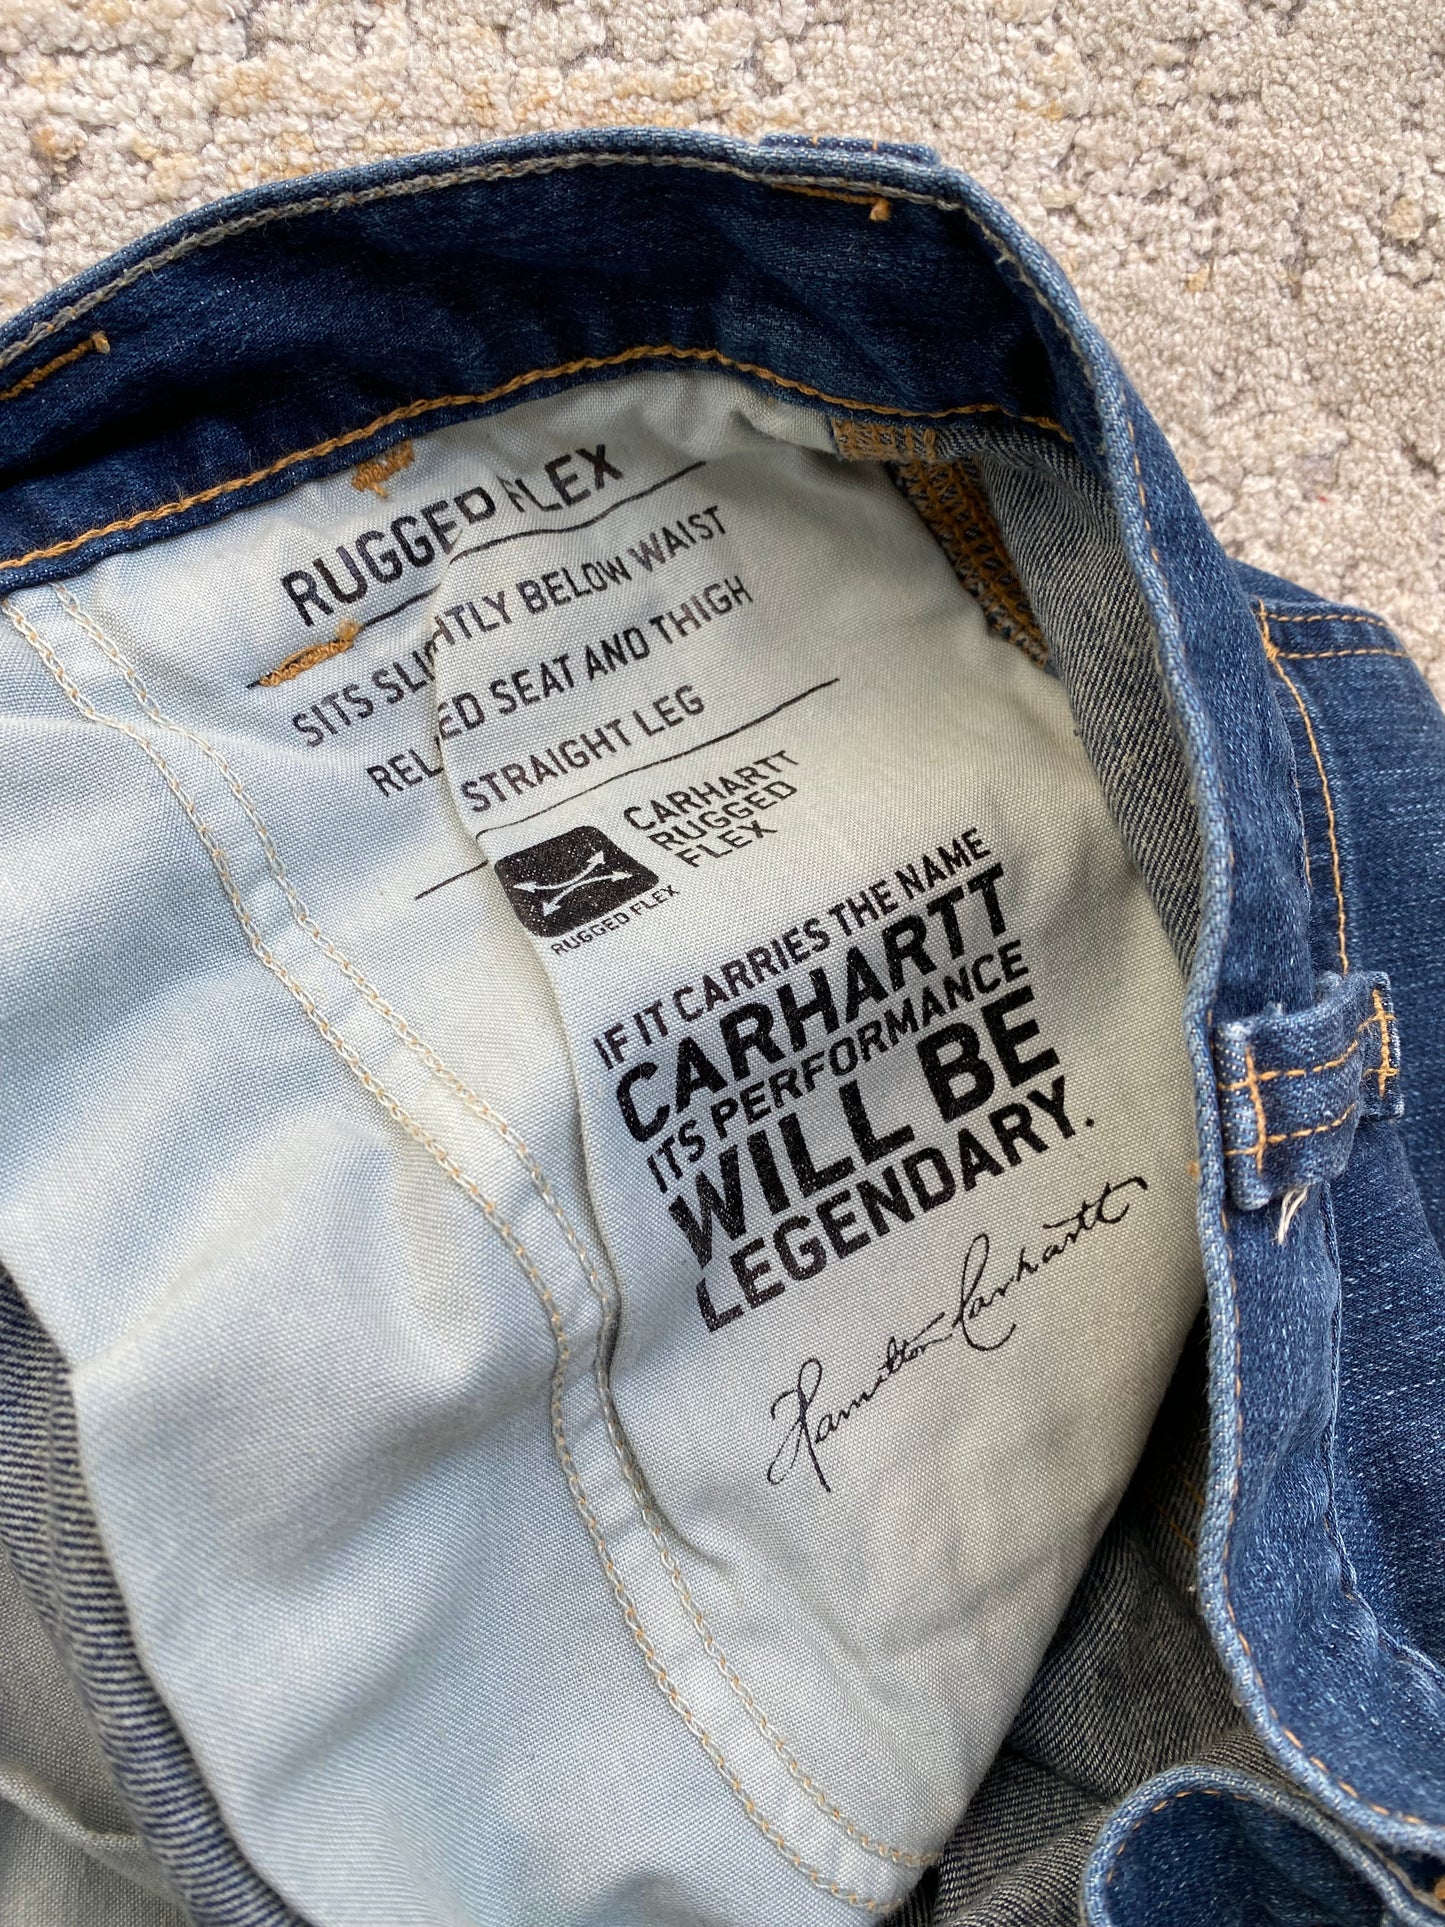 RUGGED FLEX
SITS SLIGHTLY BELOW WAIST
RELAXED SEAT AND THIGH
STRAIGHT LEG
CARHARTT
RUGGED
FLEX
RUGGED FLEX
IF IT CARRIES THE NAME
CARHARTT
ITS PERFORMANCE
WILL BE
LEGENDARY.
Hamilton Carhartt